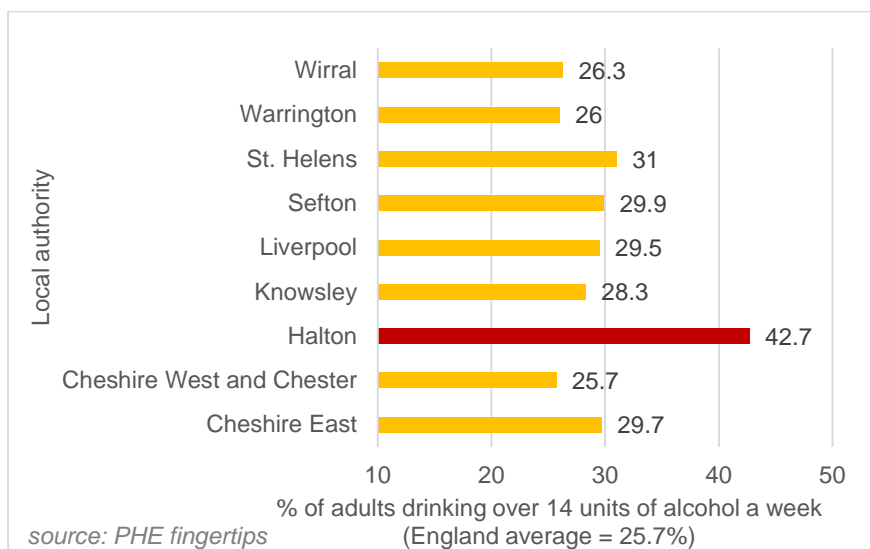 Wirral 26.3
Warrington 26
St. Helens 31
Sefton 29.9
Liverpool 29.5
Knowsley 28.3
Halton 42.7
Cheshire West and Chester 25.7
Cheshire East 29.7
Local authority
10 20 30 40 50
% of adults drinking over 14 units of alcohol a week
(England average = 25.7%)
source: PHE fingertips